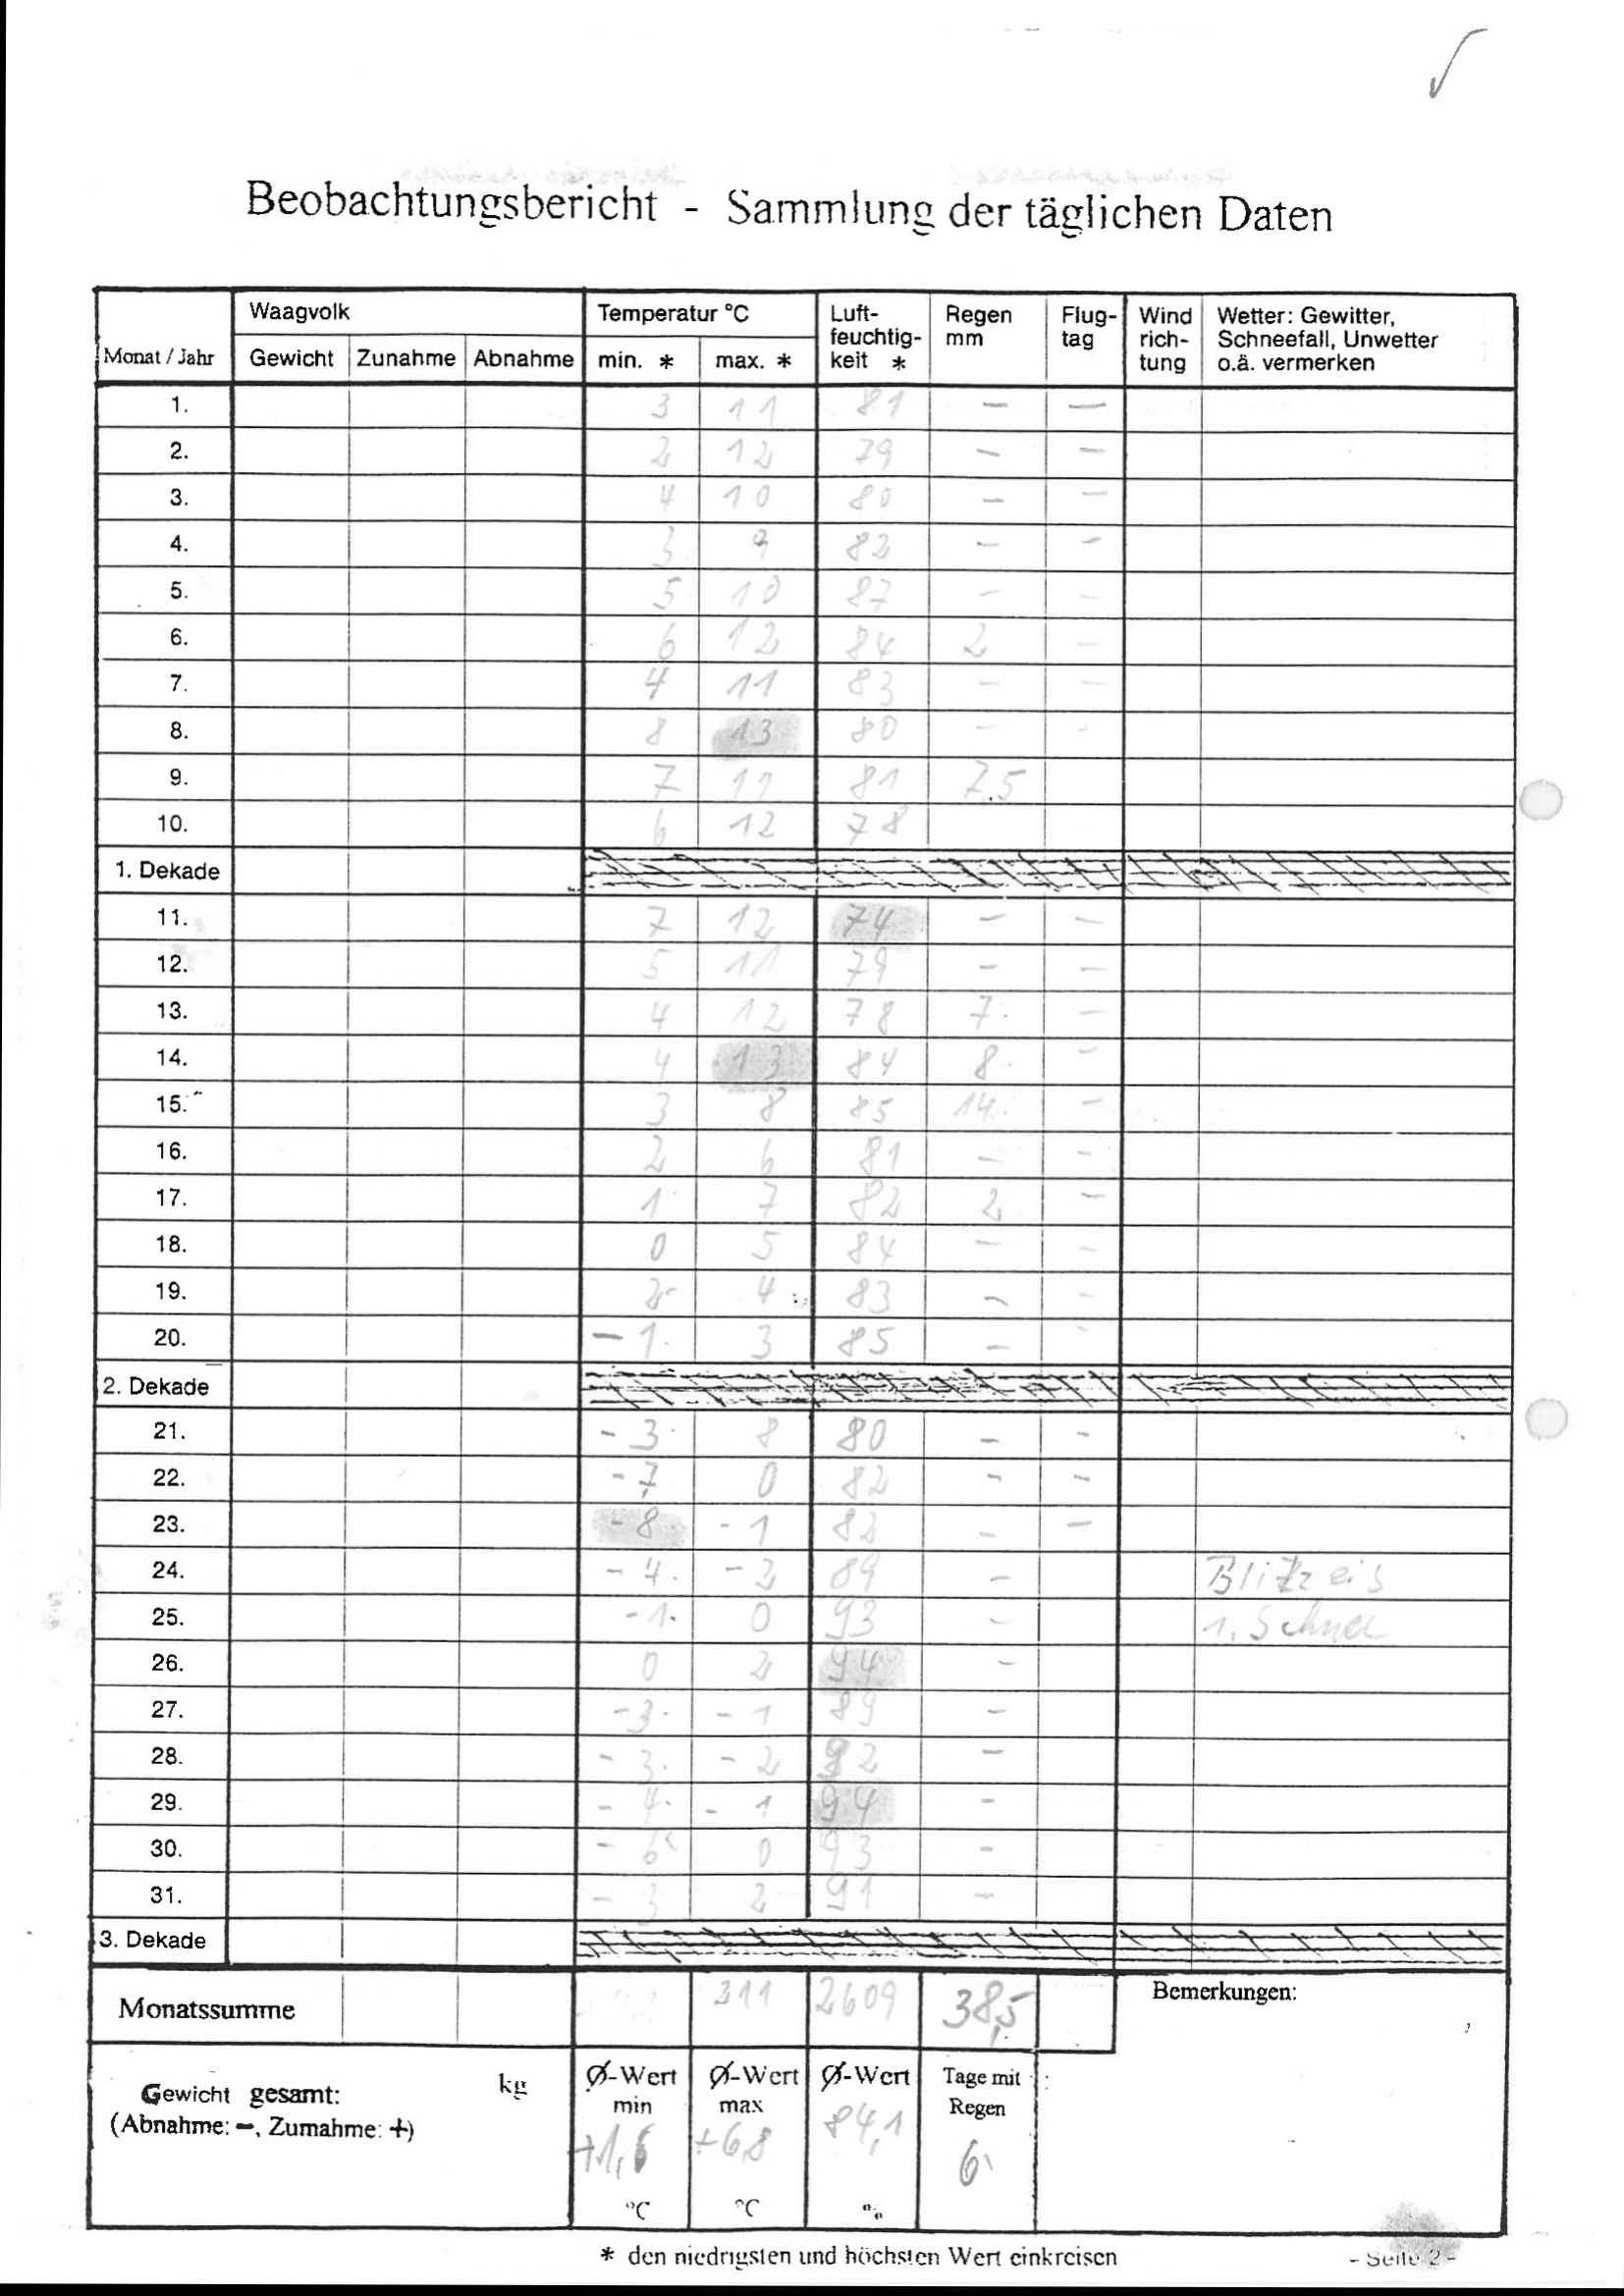 Beobachtungsbericht - Sammlung der täglichen Daten
Monat / Jahr Waagvolk Temperatur °C Luft- Regen Flug- Wind Wetter: Gewitter,
feuchtig- mm tag rich- Schneefall, Unwetter
Gewicht Zunahme Abnahme min. * max. * keit * tung o.ä. vermerken
1. 3 11 81 – –
2. 2 12 79 – –
3. 4 10 80 – –
4. 3 9 82 – –
5. 5 10 87 – –
6. 6 12 84 2 –
7. 4 11 83 – –
8. 8 13 80 – -
9. 7 81
10. 6 12 78
1. Dekade
11. 7 12 74 – –
12. 5 11 79 – –
13. 4 12 78 7 –
14. 4 13 84 8 –
15. 3 8 85 14 –
16. 2 6 81 – –
17. 1 7 82 2 –
18. 0 5 84 – –
19. 2 4 83 – –
20. – 1 3 85 – -
2. Dekade
21. - 3 8 80 – -
22. - 7 0 82 - -
23. - 8 - 1 82 – –
24. - 4 - 2 89 – Blitzeis
25. - 1 0 93 – 1. Schnee
26. 0 2 94 –
27. - 3 - 1 89 –
28. - 3 - 2 92 –
29. - 4 - 1 94 –
30. - 6 0 93 -
31. - 3 2 91 –
3. Dekade
Monatssumme 211 2609 38,5 Bemerkungen:
Gewicht gesamt: kg Ø-Wert Ø-Wert Ø-Wert Tage mit
(Abnahme: –, Zumahme: +) min max Regen
+1,6 +6,8 84,1 6
°C °C %
* den niedrigsten und höchsten Wert einkreisen - Seite 2 -